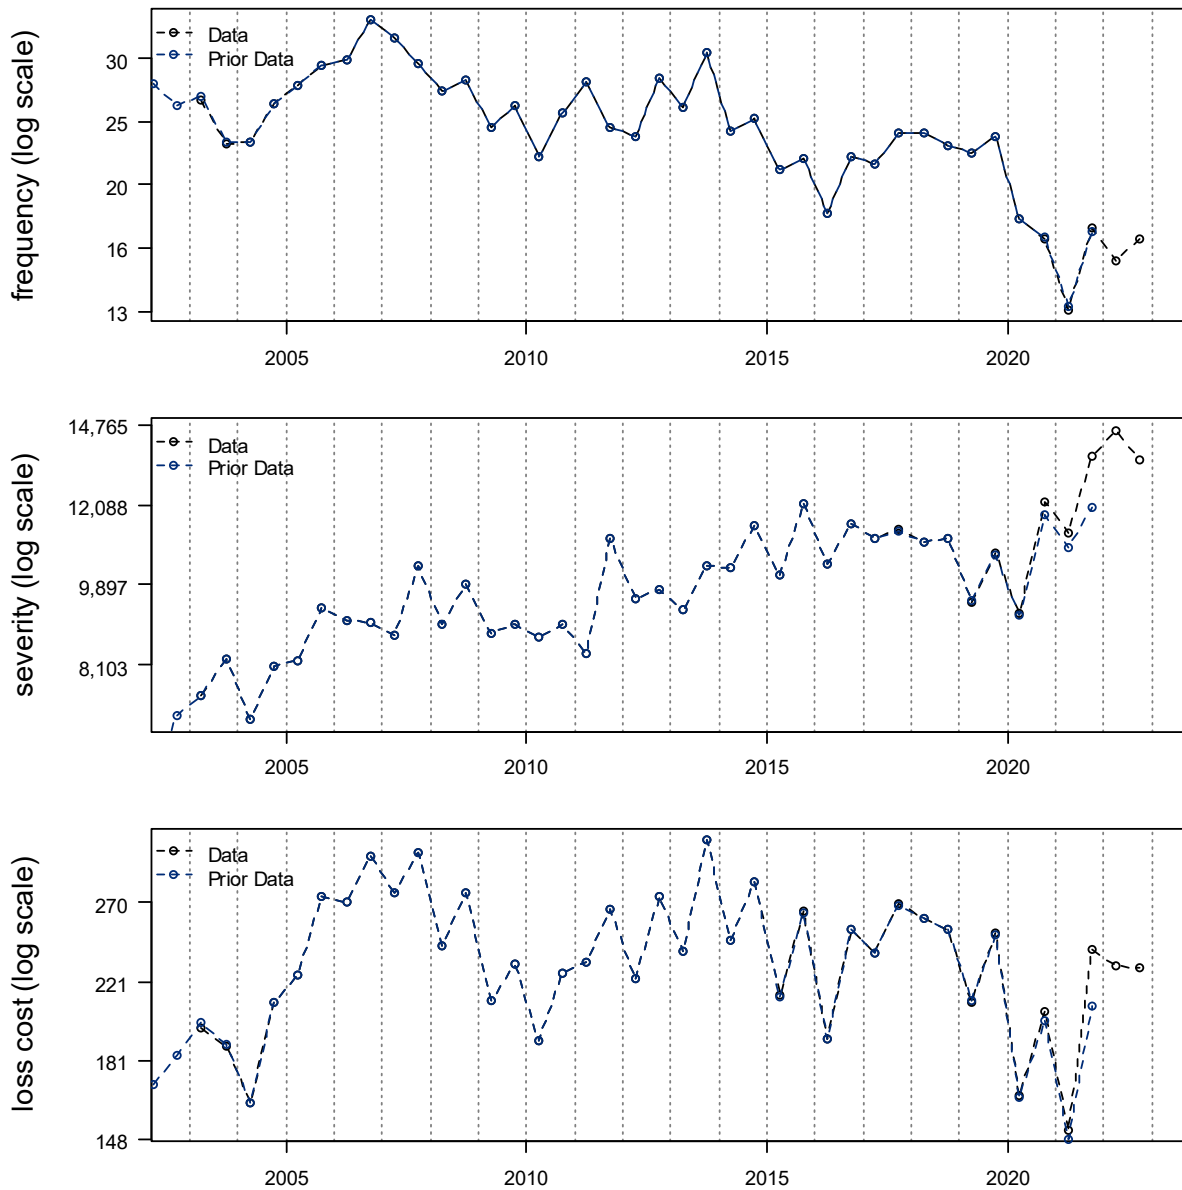 frequency (log scale)
Data
Prior Data
30
25
20
16
13
2005 2010 2015 2020
severity (log scale)
Data
Prior Data
14,765
12,088
9,897
8,103
2005 2010 2015 2020
loss cost (log scale)
Data
Prior Data
270
221
181
148
2005 2010 2015 2020